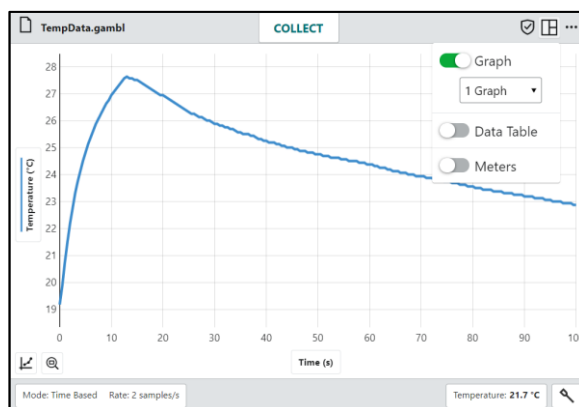 TempData.gambl
COLLECT
Graph
1 Graph
Data Table
Meters
Temperature (°C)
28
27
26
25
24
23
22
21
20
19
0
10
20
30
40
50
60
70
80
90
100
Time (s)
Mode: Time Based Rate: 2 samples/s
Temperature: 21.7 °C